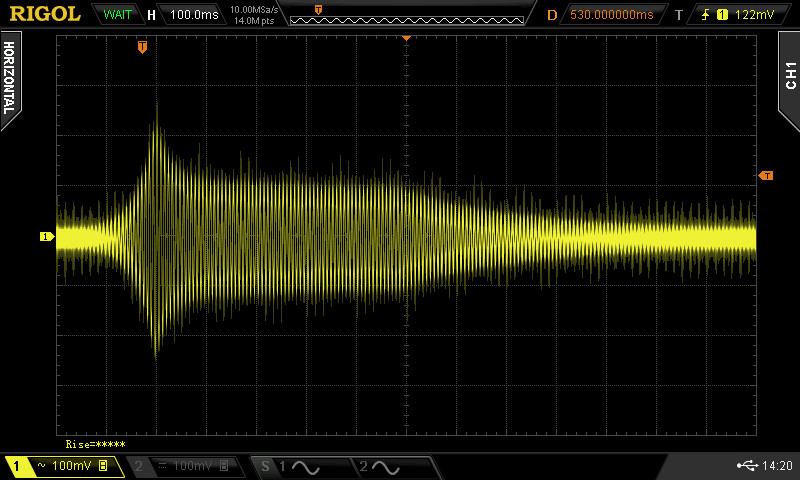 RIGOL WAIT H 100.0ms 10.00MSa/s 14.0M pts T D 530.000000ms T 1 122mV
T
HORIZONTAL
CH1
T
1
Rise=*****
1 ~ 100mV 2 100mV S 1 2 14:20